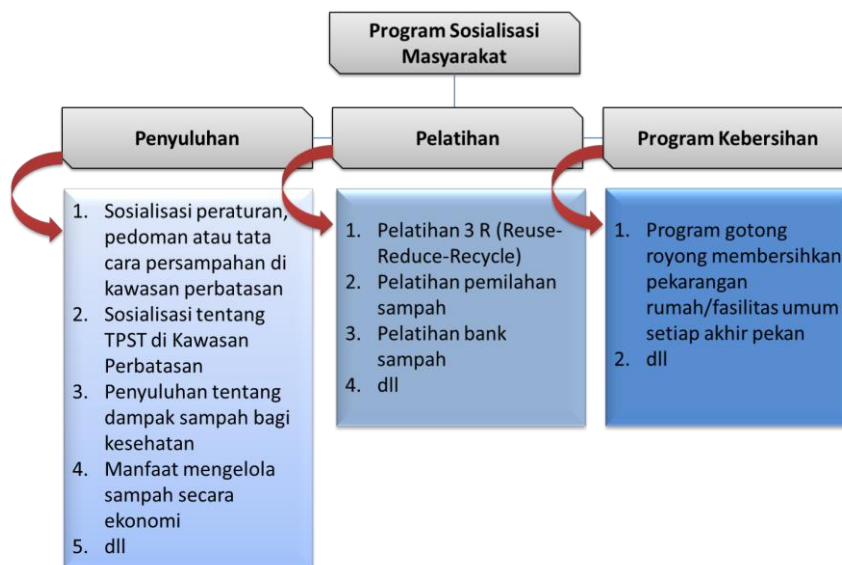 Program Sosialisasi
Masyarakat
Penyuluhan
1. Sosialisasi peraturan,
pedoman atau tata
cara persampahan di
kawasan perbatasan
2. Sosialisasi tentang
TPST di Kawasan
Perbatasan
3. Penyuluhan tentang
dampak sampah bagi
kesehatan
4. Manfaat mengelola
sampah secara
ekonomi
5. dll
Pelatihan
1. Pelatihan 3 R (Reuse-
Reduce-Recycle)
2. Pelatihan pemilahan
sampah
3. Pelatihan bank
sampah
4. dll
Program Kebersihan
1. Program gotong
royong membersihkan
pekarangan
rumah/fasilitas umum
setiap akhir pekan
2. dll